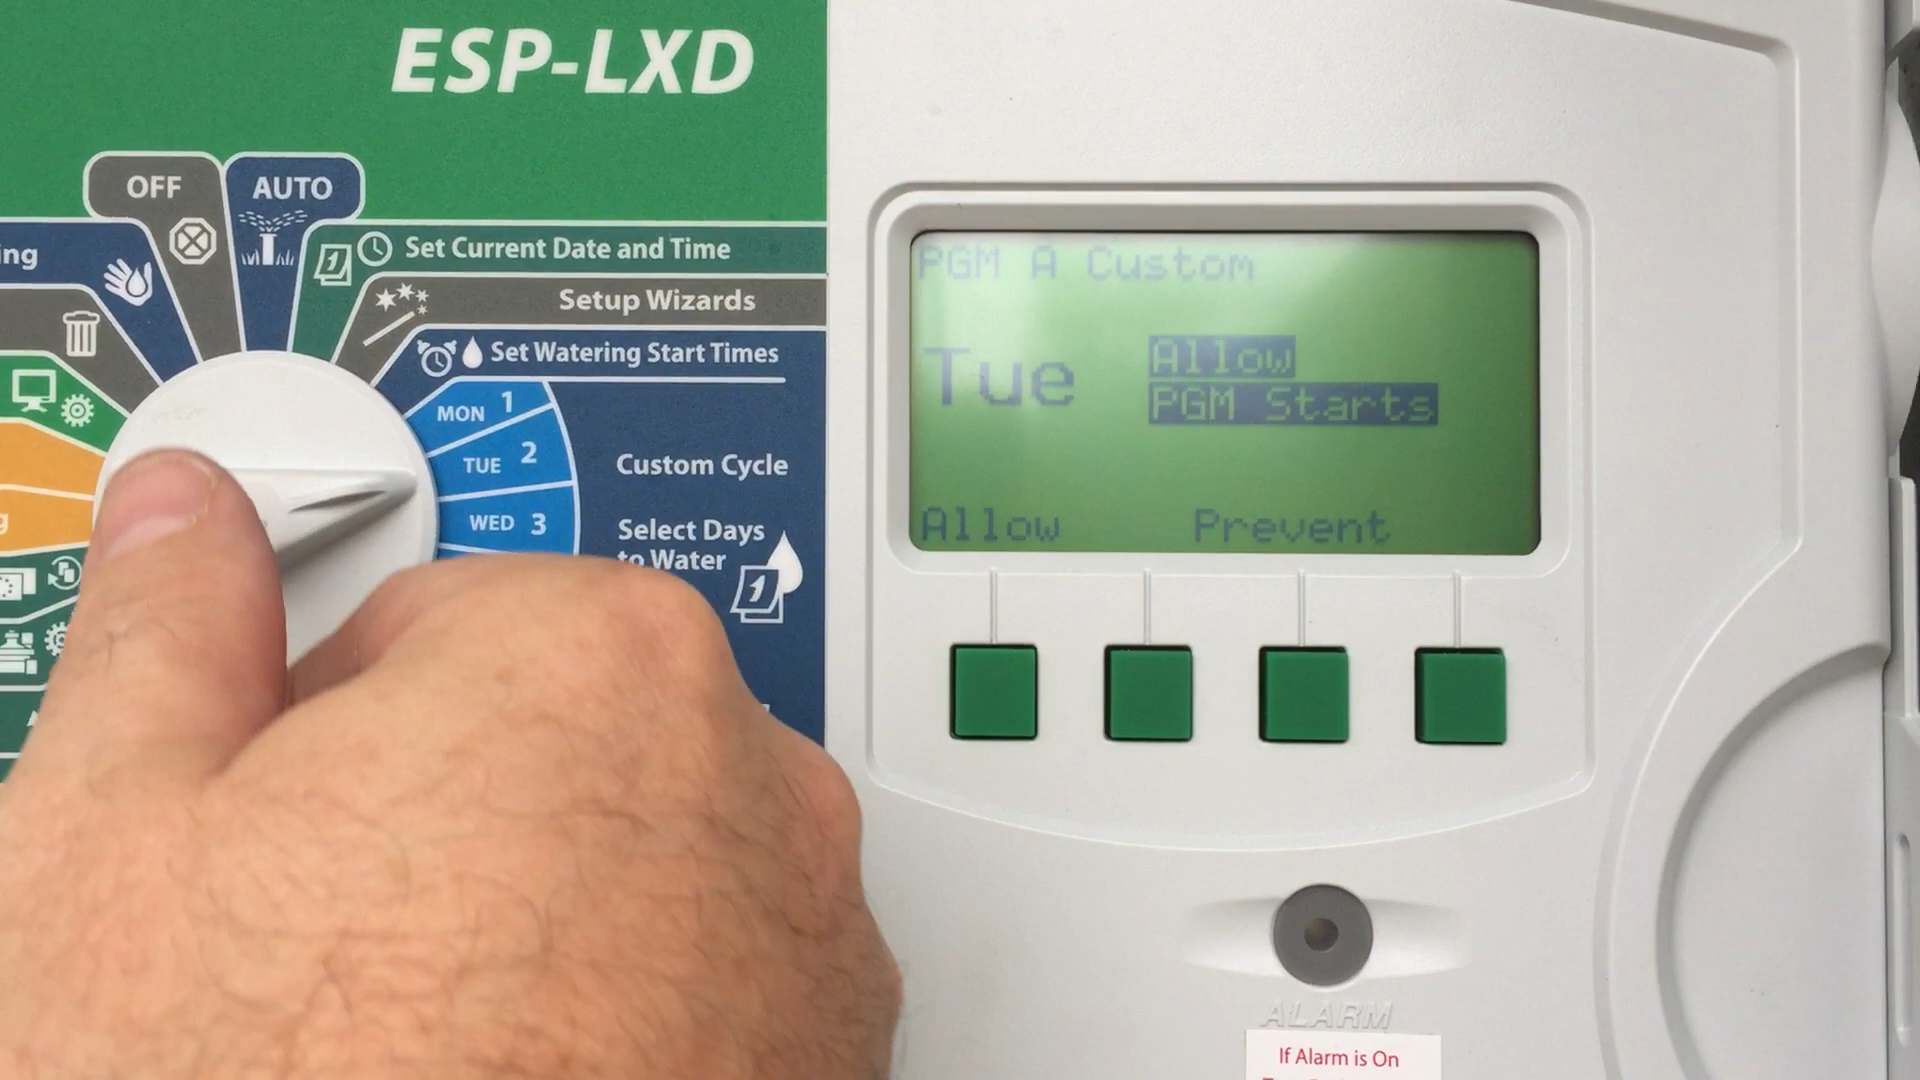 ESP-LXD
OFF
AUTO
Set Current Date and Time
Setup Wizards
Set Watering Start Times
MON 1
TUE 2
WED 3
Custom Cycle
Select Days
to Water
1
1
ing
g
PGM A Custom
Tue
Allow
PGM Starts
Allow
Prevent
ALARM
If Alarm is On